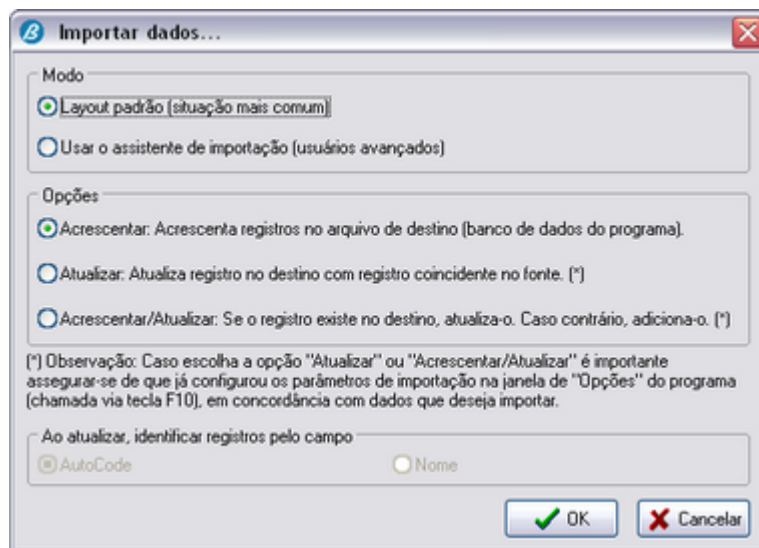 Importar dados...
Modo
Layout padrão (situação mais comum)
Usar o assistente de importação (usuários avançados)
Opções
Acrescentar: Acrescenta registros no arquivo de destino (banco de dados do programa).
Atualizar: Atualiza registro no destino com registro coincidente no fonte. (*)
Acrescentar/Atualizar: Se o registro existe no destino, atualiza-o. Caso contrário, adiciona-o. (*)
(*) Observação: Caso escolha a opção "Atualizar" ou "Acrescentar/Atualizar" é importante
assegurar-se de que já configurou os parâmetros de importação na janela de "Opções" do programa
(chamada via tecla F10), em concordância com dados que deseja importar.
Ao atualizar, identificar registros pelo campo
AutoCode Nome
OK Cancelar